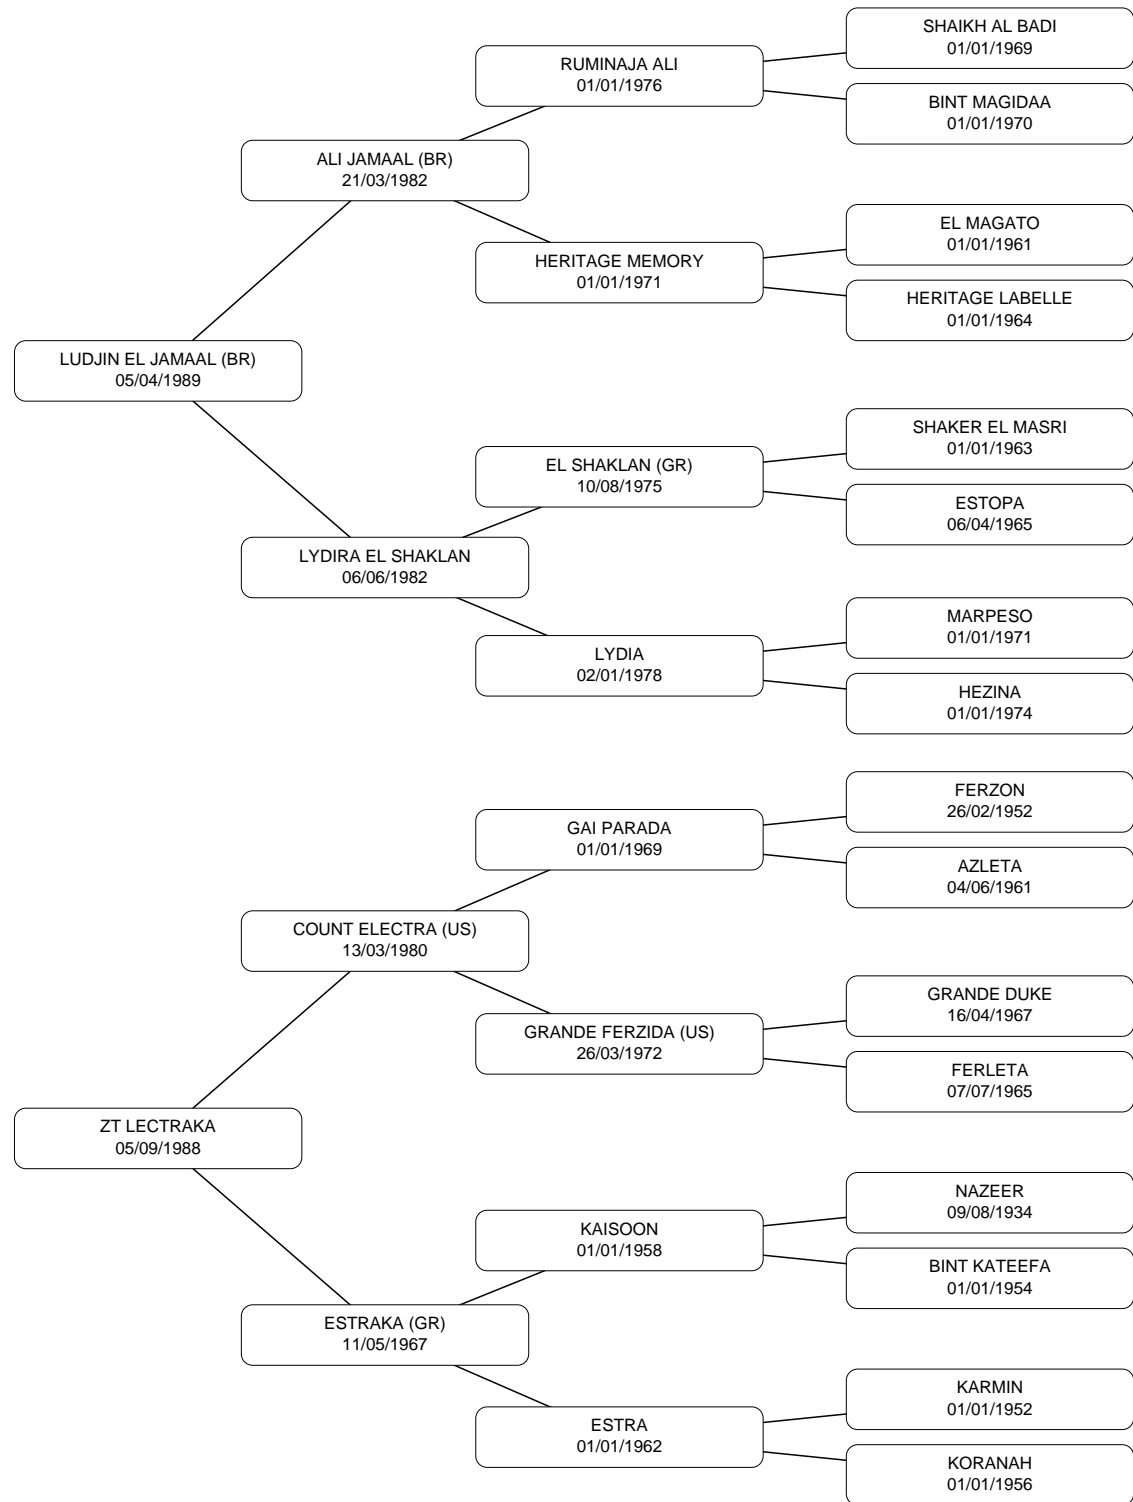 SHAIKH AL BADI
01/01/1969
RUMINAJA ALI
01/01/1976
BINT MAGIDAA
01/01/1970
ALI JAMAAL (BR)
21/03/1982
EL MAGATO
01/01/1961
HERITAGE MEMORY
01/01/1971
HERITAGE LABELLE
01/01/1964
LUDJIN EL JAMAAL (BR)
05/04/1989
SHAKER EL MASRI
01/01/1963
EL SHAKLAN (GR)
10/08/1975
ESTOPA
06/04/1965
LYDIRA EL SHAKLAN
06/06/1982
MARPESO
01/01/1971
LYDIA
02/01/1978
HEZINA
01/01/1974
FERZON
26/02/1952
GAI PARADA
01/01/1969
AZLETA
04/06/1961
COUNT ELECTRA (US)
13/03/1980
GRANDE DUKE
16/04/1967
GRANDE FERZIDA (US)
26/03/1972
FERLETA
07/07/1965
ZT LECTRAKA
05/09/1988
NAZEER
09/08/1934
KAISOON
01/01/1958
BINT KATEEFA
01/01/1954
ESTRAKA (GR)
11/05/1967
KARMIN
01/01/1952
ESTRA
01/01/1962
KORANAH
01/01/1956